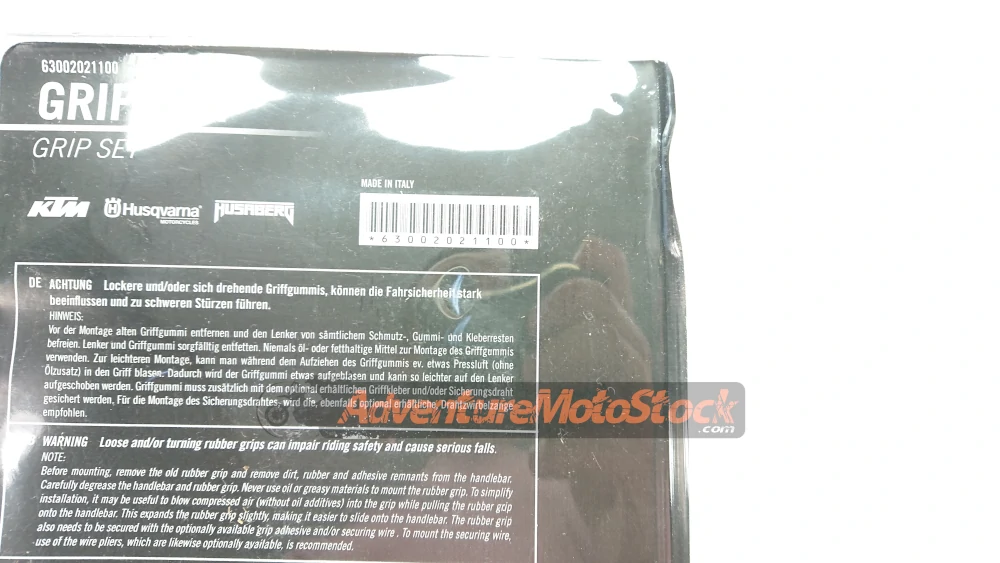 63002021100
GRIP
GRIP SET
KTM
Husqvarna
MOTORCYCLES
HUSABERG
MADE IN ITALY
*63002021100*
DE ACHTUNG Lockere und/oder sich drehende Griffgummis, können die Fahrsicherheit stark
beeinflussen und zu schweren Stürzen führen.
HINWEIS:
Vor der Montage alten Griffgummi entfernen und den Lenker von sämtlichen Schmutz-, Gummi- und Kleberresten
befreien. Lenker und Griffgummi sorgfälltig entfetten. Niemals öl- oder fetthaltige Mittel zur Montage des Griffgummis
verwenden. Zur leichteren Montage, kann man während dem Aufziehen des Griffgummis ev. etwas Pressluft (ohne
Ölzusatz) in den Griff blasen. Dadurch wird der Griffgummi etwas aufgeblasen und kann so leichter auf den Lenker
aufgeschoben werden. Griffgummi muss zusätzlich mit dem optional erhältlichen Griffkleber und/oder Sicherungsdraht
gesichert werden. Für die Montage des Sicherungsdrahtes, wird die, ebenfalls optional erhältliche, Drahtzwirbelzange
empfohlen.
AdventureMotoStock
.com
WARNING Loose and/or turning rubber grips can impair riding safety and cause serious falls.
NOTE:
Before mounting, remove the old rubber grip and remove dirt, rubber and adhesive remnants from the handlebar.
Carefully degrease the handlebar and rubber grip. Never use oil or greasy materials to mount the rubber grip. To simplify
installation, it may be useful to blow compressed air (without oil additives) into the grip while pulling the rubber grip
onto the handlebar. This expands the rubber grip slightly, making it easier to slide onto the handlebar. The rubber grip
also needs to be secured with the optionally available grip adhesive and/or securing wire . To mount the securing wire,
use of the wire pliers, which are likewise optionally available, is recommended.